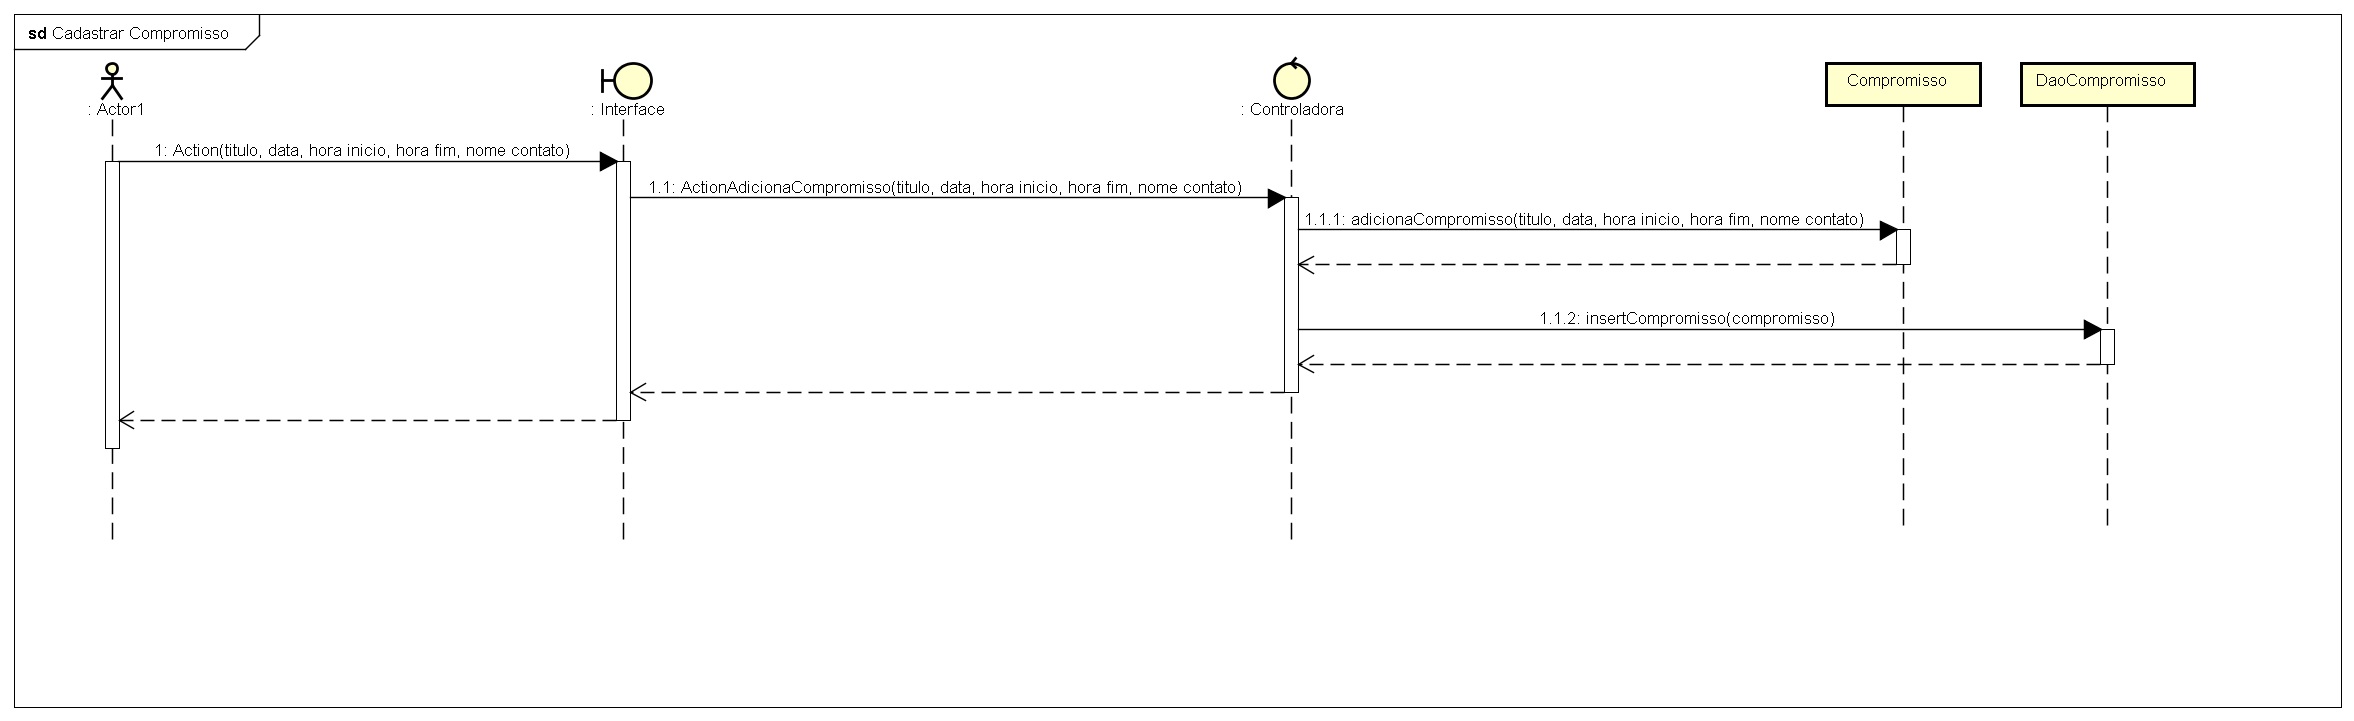 sd Cadastrar Compromisso
: Actor1
: Interface
: Controladora
Compromisso
DaoCompromisso
1: Action(titulo, data, hora inicio, hora fim, nome contato)
1.1: ActionAdicionaCompromisso(titulo, data, hora inicio, hora fim, nome contato)
1.1.1: adicionaCompromisso(titulo, data, hora inicio, hora fim, nome contato)
1.1.2: insertCompromisso(compromisso)